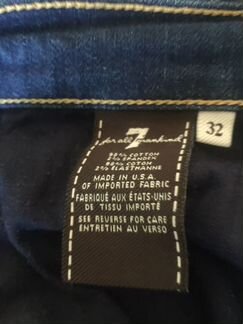 32
7
for all mankind
98% COTTON
2% SPANDEX
98% COTON
2% ELASTHANNE
MADE IN U.S.A.
OF IMPORTED FABRIC
FABRIQUÉ AUX ÉTATS-UNIS
DE TISSU IMPORTÉ
SEE REVERSE FOR CARE
ENTRETIEN AU VERSO